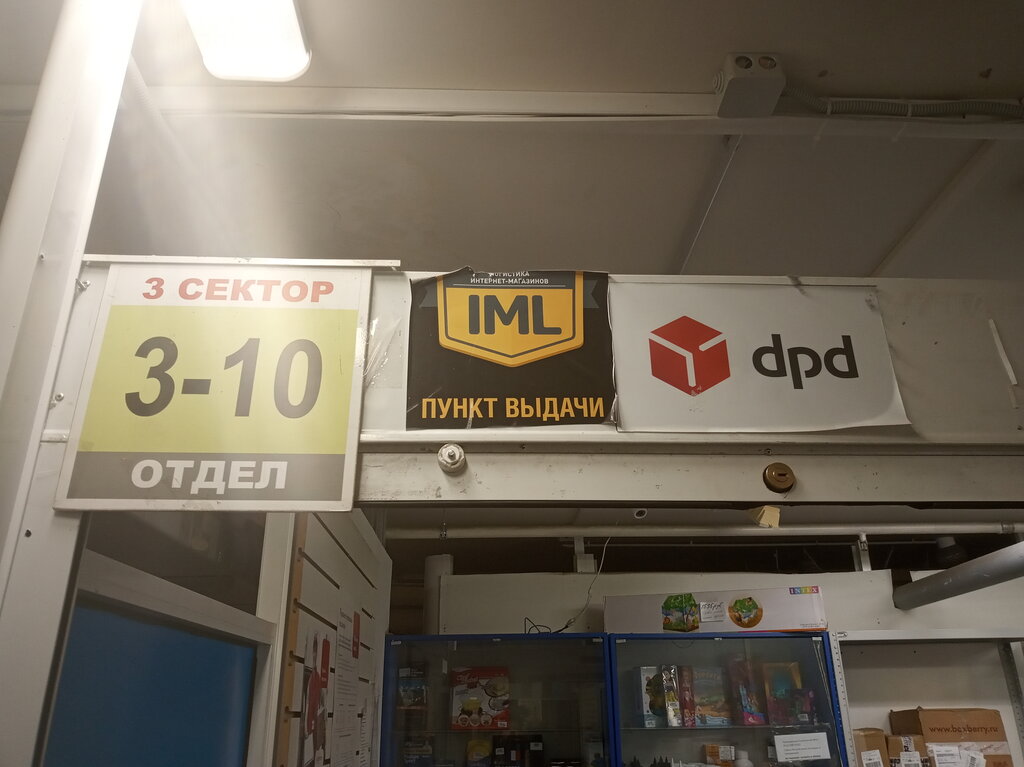 3 СЕКТОР
3-10
ОТДЕЛ
ЛОГИСТИКА
ИНТЕРНЕТ-МАГАЗИНОВ
IML
ПУНКТ ВЫДАЧИ
dpd
INTEX
www.boxberry.ru